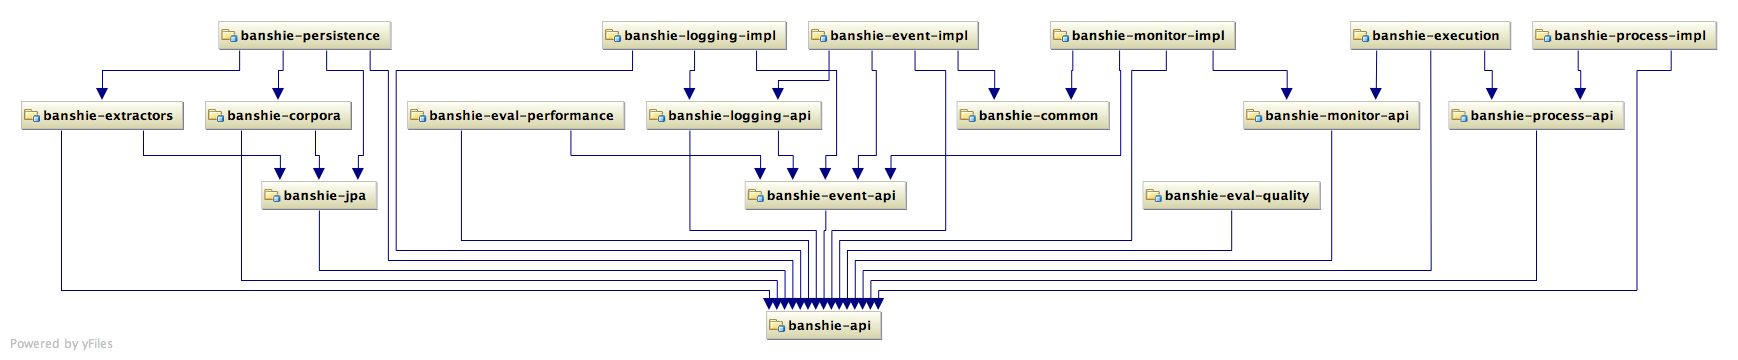 banshie-persistence
banshie-logging-impl
banshie-event-impl
banshie-monitor-impl
banshie-execution
banshie-process-impl
banshie-extractors
banshie-corpora
banshie-eval-performance
banshie-logging-api
banshie-common
banshie-monitor-api
banshie-process-api
banshie-jpa
banshie-event-api
banshie-eval-quality
banshie-api
Powered by yFiles